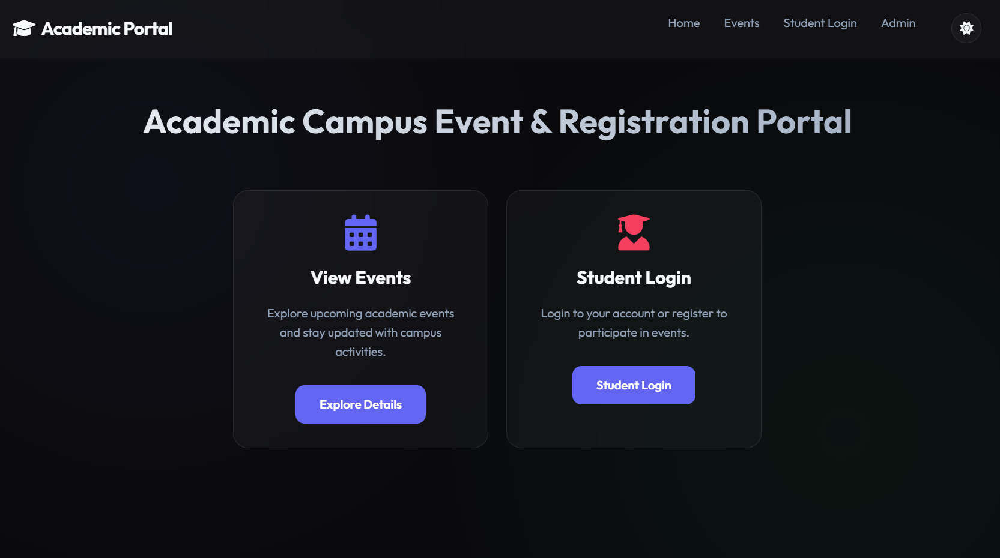 Academic Portal
Home
Events
Student Login
Admin
Academic Campus Event & Registration Portal
View Events
Explore upcoming academic events
and stay updated with campus
activities.
Explore Details
Student Login
Login to your account or register to
participate in events.
Student Login